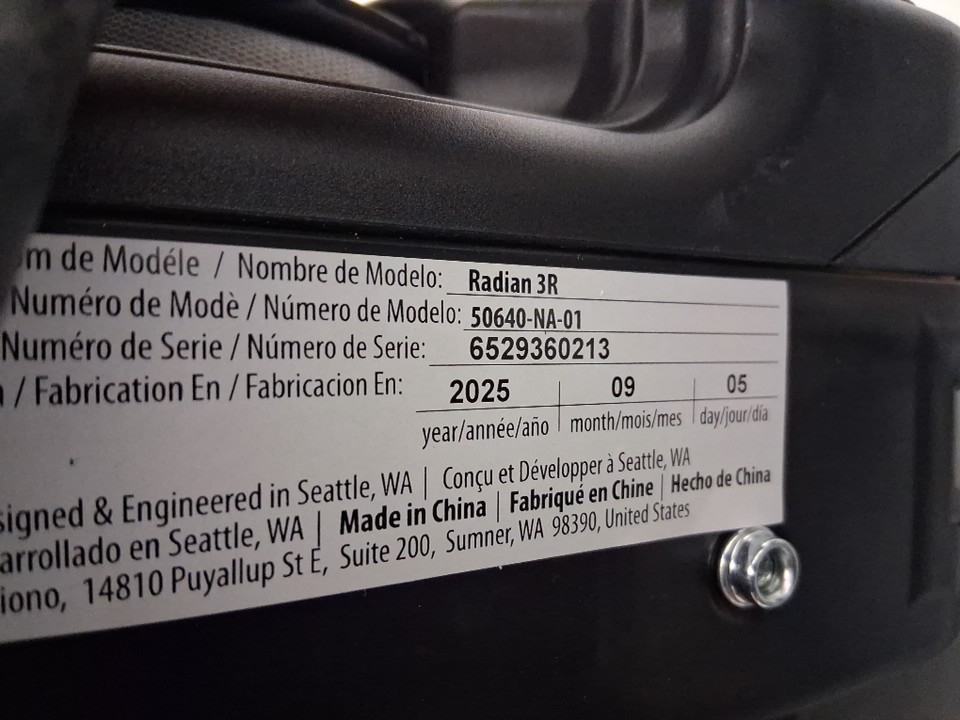 de Modéle / Nombre de Modelo: Radian 3R
Numéro de Modè / Número de Modelo: 50640-NA-01
Numéro de Serie / Número de Serie: 6529360213
/ Fabrication En / Fabricacion En: 2025 | 09 | 05
year/année/año | month/mois/mes | day/jour/día
& Engineered in Seattle, WA | Conçu et Développer à Seattle, WA
en Seattle, WA | Made in China | Fabriqué en Chine | Hecho de China
14810 Puyallup St E, Suite 200, Sumner, WA 98390, United States